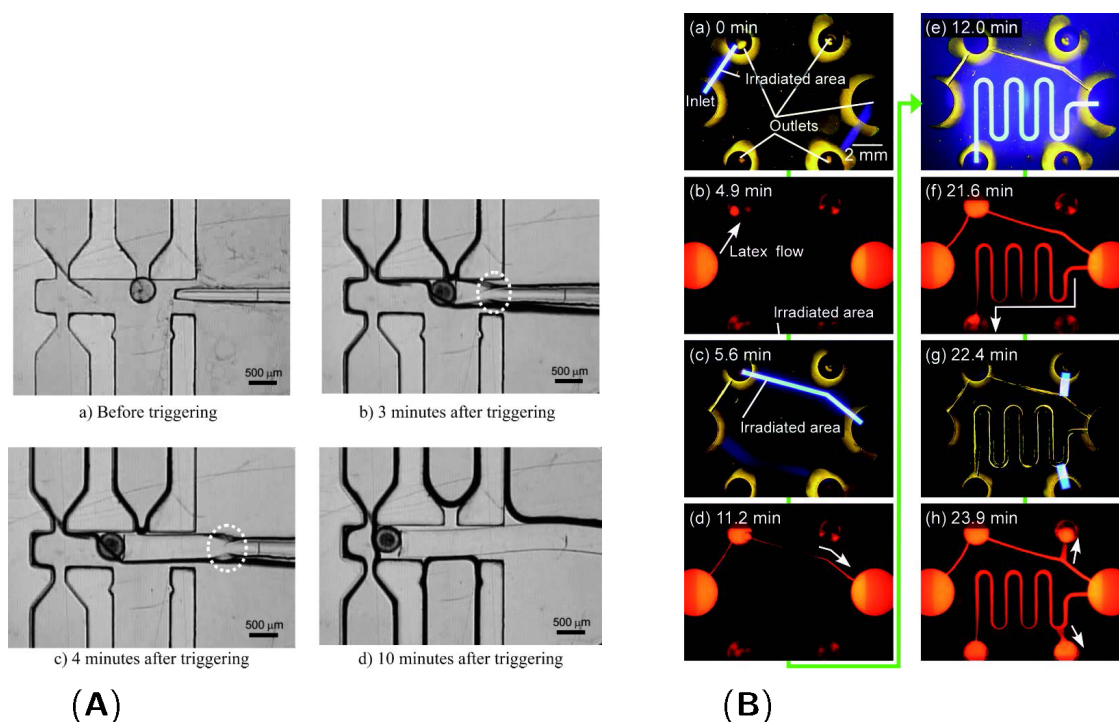 500 µm
a) Before triggering
500 µm
b) 3 minutes after triggering
500 µm
c) 4 minutes after triggering
500 µm
d) 10 minutes after triggering
(A)
(a) 0 min
Irradiated area
Inlet
Outlets
2 mm
(b) 4.9 min
Latex flow
Irradiated area
(c) 5.6 min
Irradiated area
(d) 11.2 min
(e) 12.0 min
(f) 21.6 min
(g) 22.4 min
(h) 23.9 min
(B)